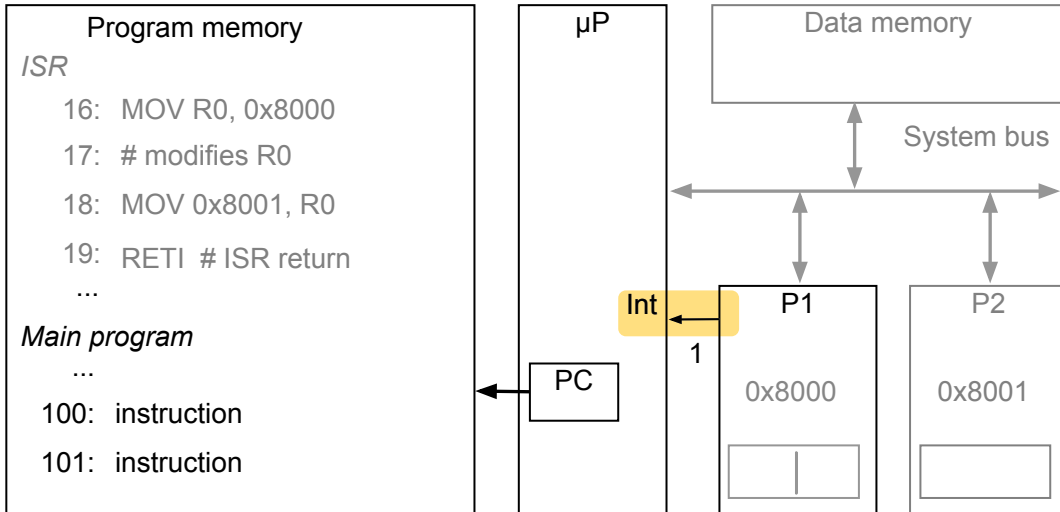 Program memory
ISR
16: MOV R0, 0x8000
17: # modifies R0
18: MOV 0x8001, R0
19: RETI # ISR return
...
Main program
...
100: instruction
101: instruction
µP
Int
PC
1
Data memory
System bus
P1
0x8000
P2
0x8001